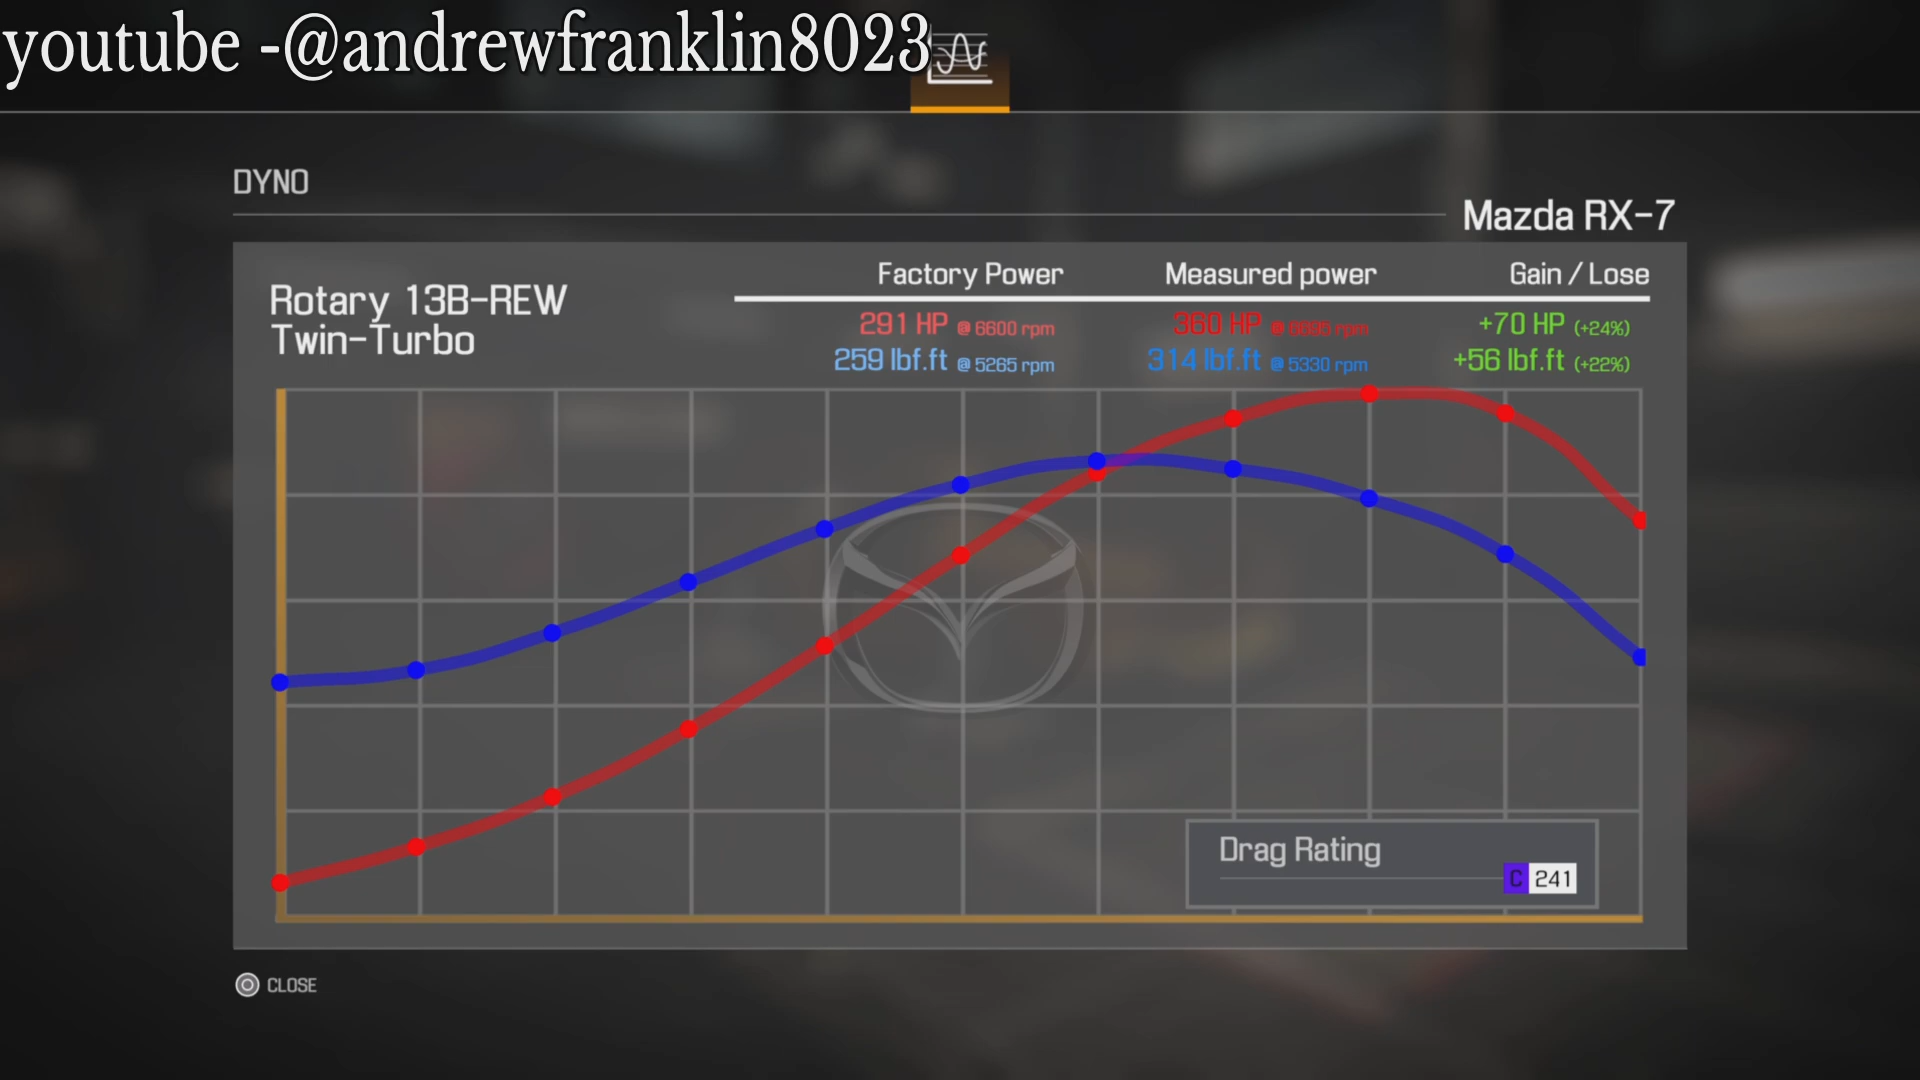 youtube -@andrewfranklin8023
DYNO
Mazda RX-7
Rotary 13B-REW
Twin-Turbo
Factory Power Measured power Gain / Lose
291 HP @ 6600 rpm 360 HP rpm +70 HP (+24%)
259 lbf.ft @ 5265 rpm 314 lbf.ft @ 5330 rpm +56 lbf.ft (+22%)
Drag Rating
C 241
CLOSE